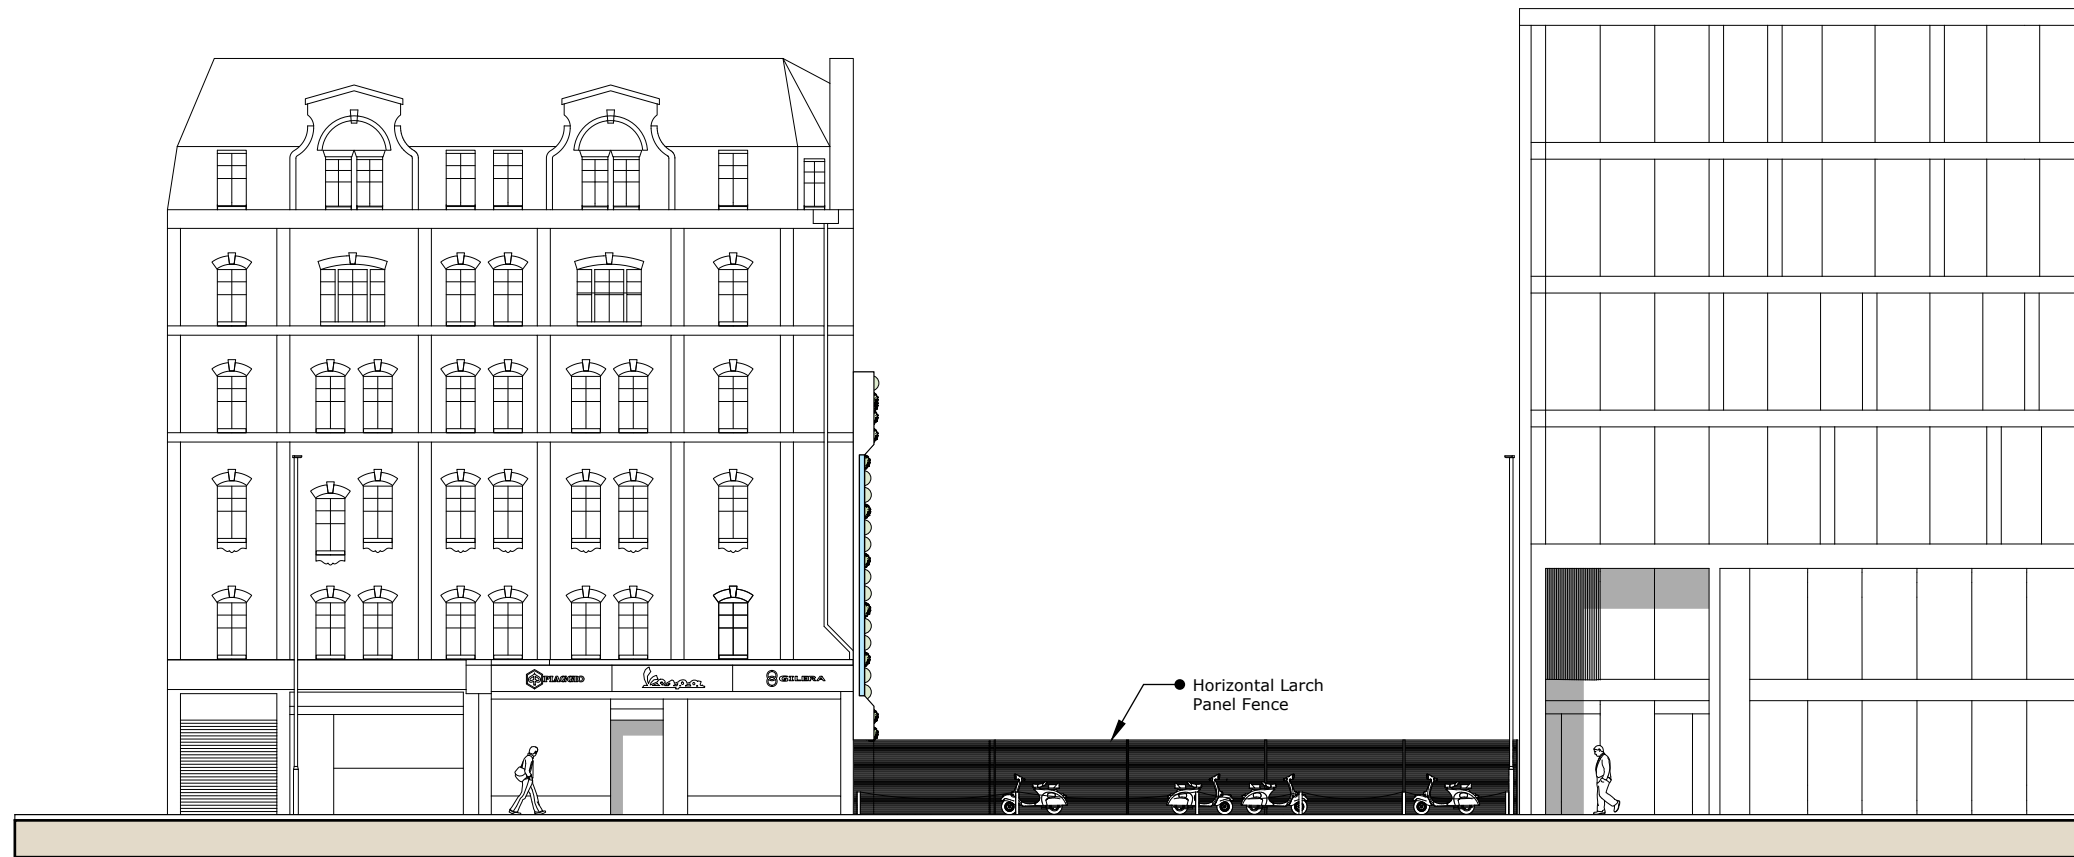 PIAGGIO
Vespa
GILERA
Horizontal Larch
Panel Fence